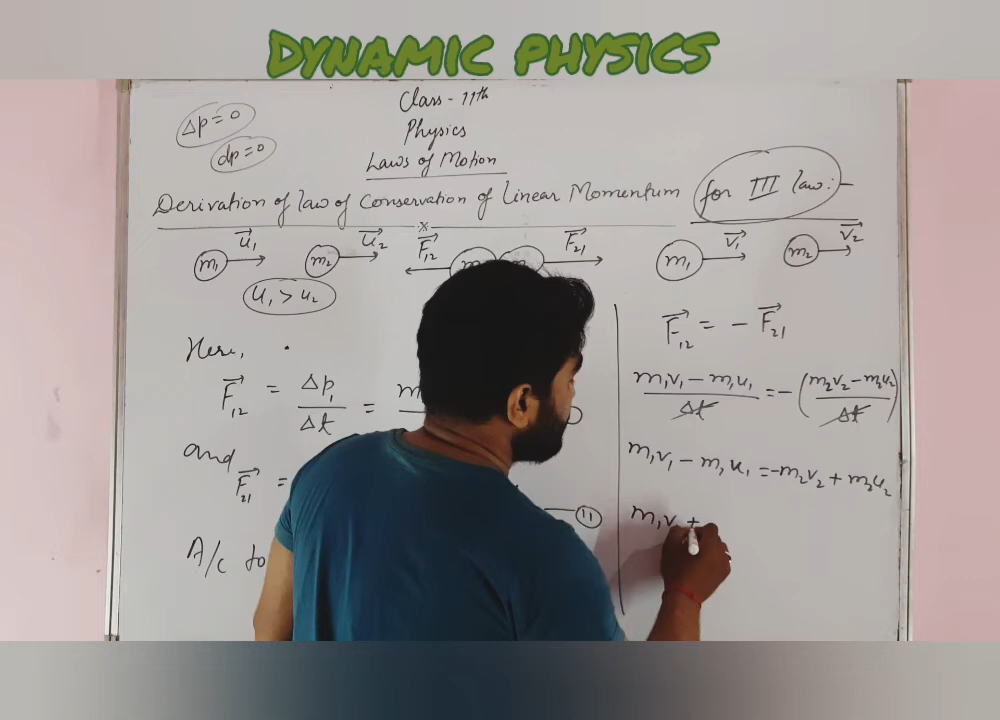 DYNAMIC PHYSICS
Δp=0
dp=0
Class - 11th
Physics
Laws of Motion
Derivation of law of Conservation of Linear Momentum for III law:-
m₁ u₁⃗ m₂ u₂⃗ F₁₂⃗ F₂₁⃗ m₁ v₁⃗ m₂ v₂⃗
u₁ > u₂
Here,
F₁₂⃗ = Δp₁/Δt =
and
F₂₁⃗ =
11
A/c to
F₁₂⃗ = - F₂₁⃗
m₁v₁ - m₁u₁/Δt = - (m₂v₂ - m₂u₂/Δt)
m₁v₁ - m₁u₁ = -m₂v₂ + m₂u₂
m₁v₁ +